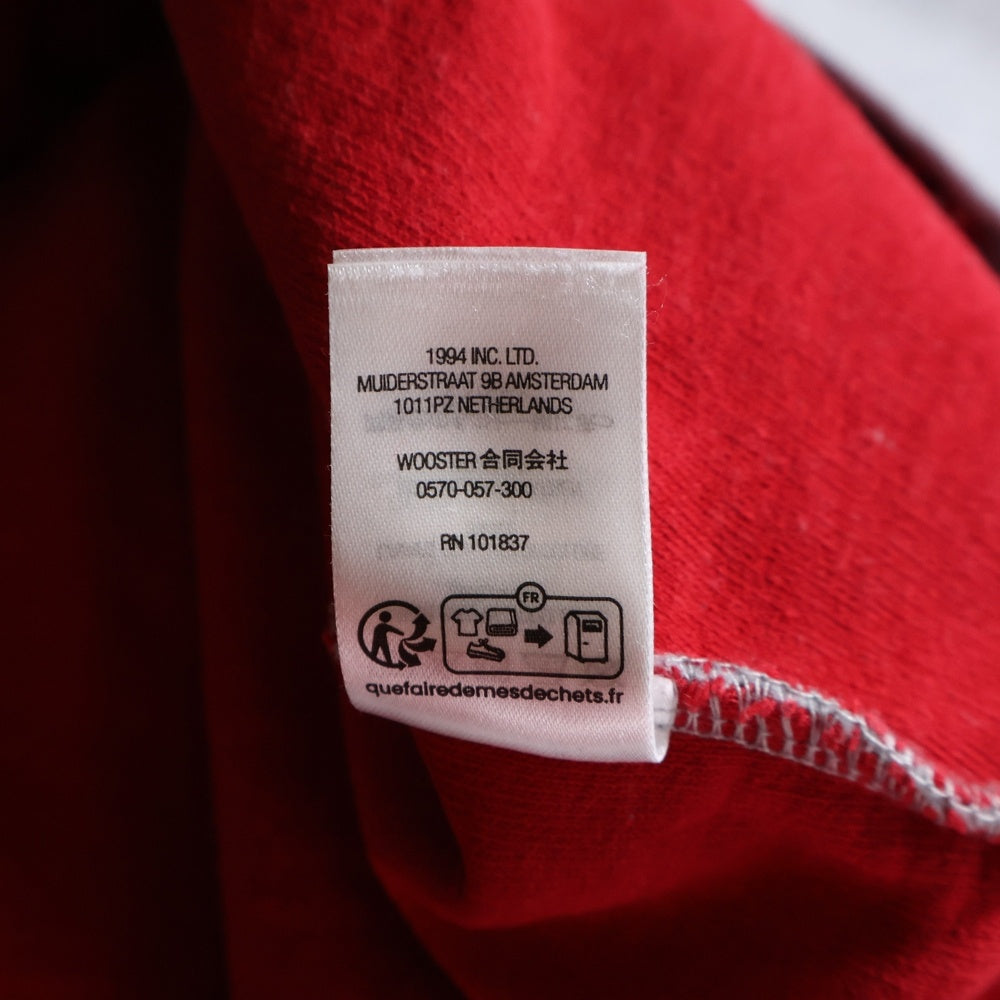 1994 INC. LTD.
MUIDERSTRAAT 9B AMSTERDAM
1011PZ NETHERLANDS
WOOSTER 合同会社
0570-057-300
RN 101837
FR
quefairedemesdechets.fr